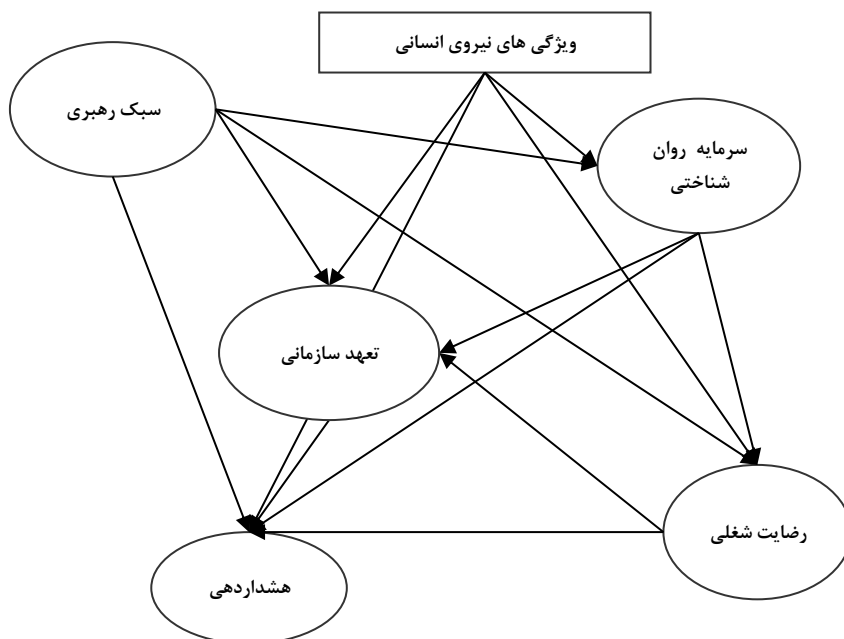 ویژگی های نیروی انسانی
سبک رهبری
سرمایه روان
شناختی
تعهد سازمانی
رضایت شغلی
هشداردهی